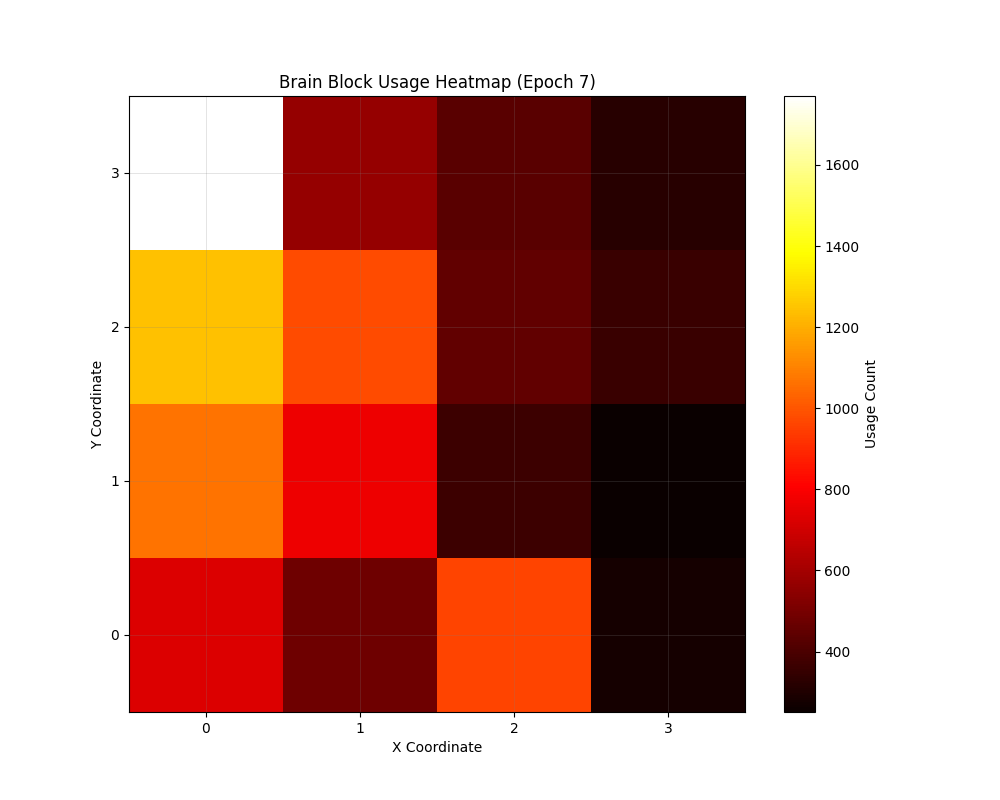 Brain Block Usage Heatmap (Epoch 7)
3
2
1
0
Y Coordinate
0 1 2 3
X Coordinate
1600
1400
1200
1000
800
600
400
Usage Count